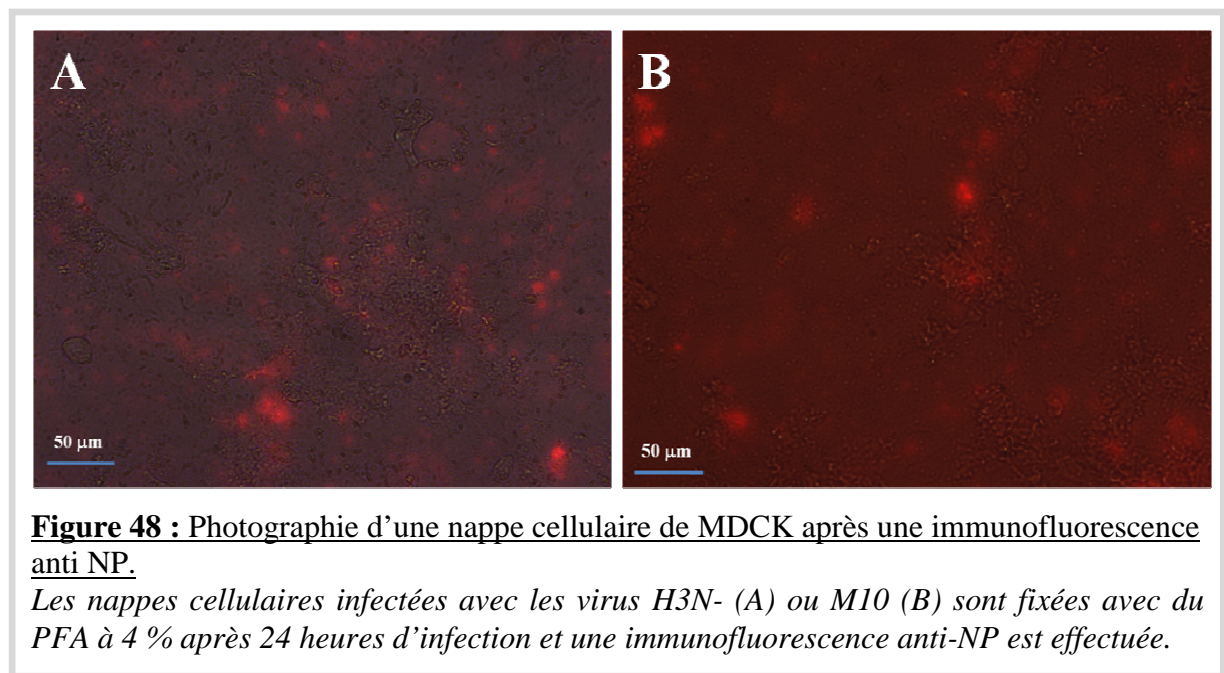 A
B
50 µm
50 µm
Figure 48 : Photographie d'une nappe cellulaire de MDCK après une immunofluorescence
anti NP.
Les nappes cellulaires infectées avec les virus H3N- (A) ou M10 (B) sont fixées avec du
PFA à 4 % après 24 heures d'infection et une immunofluorescence anti-NP est effectuée.